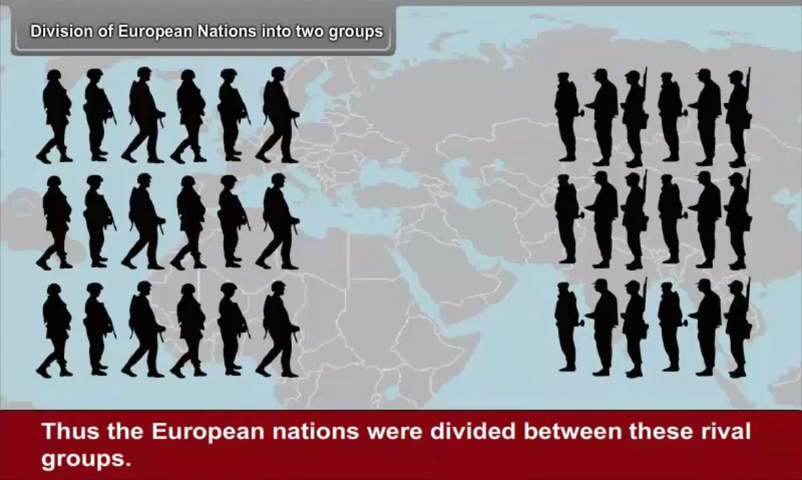 Division of European Nations into two groups
Thus the European nations were divided between these rival
groups.